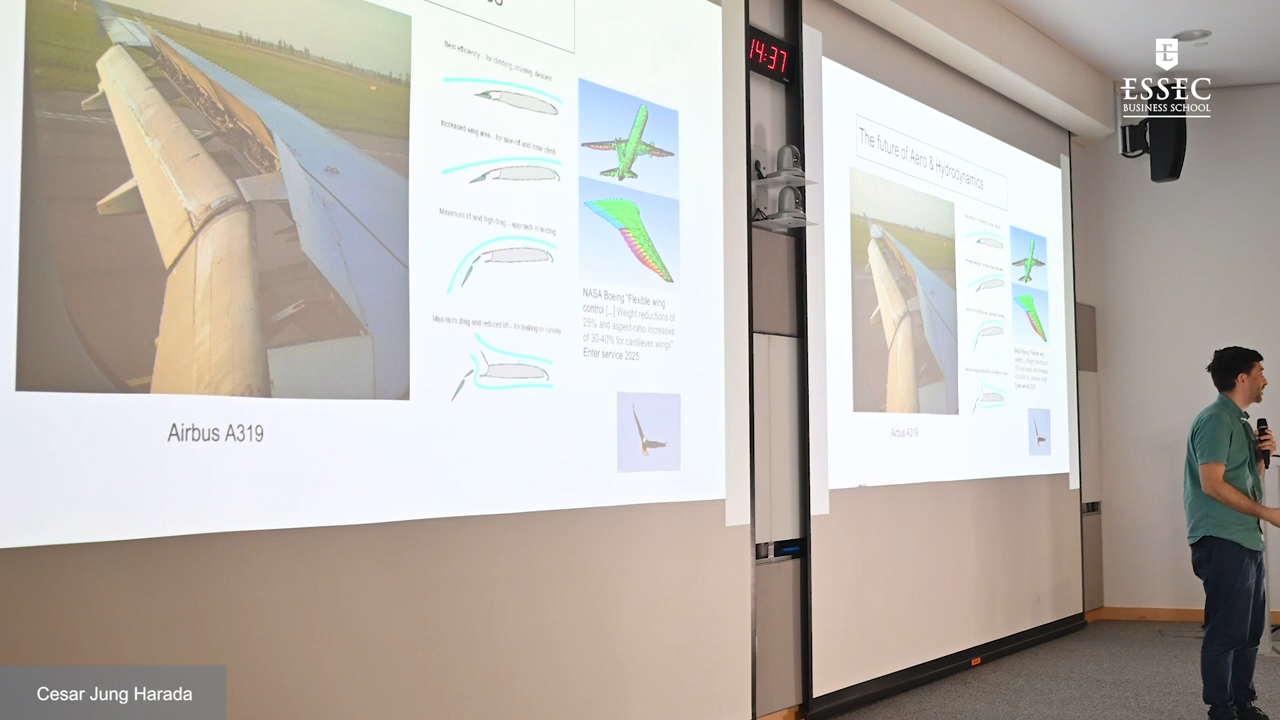 Best efficiency - for climbing, cruising, descent
Increased wing area - for take-off and initial climb
Maximum lift and high drag - approach to landing
Maximum drag and reduced lift - for braking on runway
NASA Boeing "Flexible wing
control [...] Weight reductions of
25% and aspect-ratio increases
of 30-40% for cantilever wings".
Enter service 2025
Airbus A319
14:37
The future of Aero & Hydrodynamics
Airbus A319
Enter service 2025
E
ESSEC
BUSINESS SCHOOL
Cesar Jung Harada